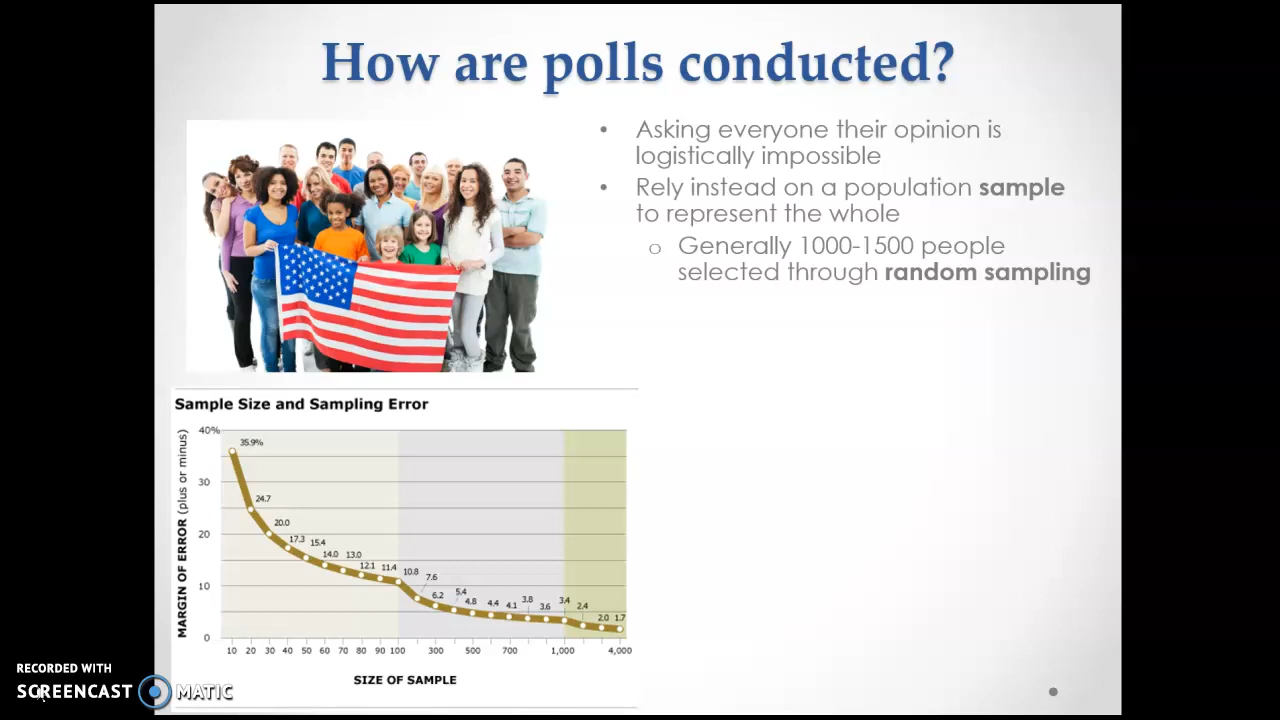 How are polls conducted?
• Asking everyone their opinion is
logistically impossible
• Rely instead on a population sample
to represent the whole
o Generally 1000-1500 people
selected through random sampling
Sample Size and Sampling Error
MARGIN OF ERROR (plus or minus)
40%
30
20
10
0
35.9%
24.7
20.0
17.3
15.4
14.0
13.0
12.1
11.4
10.8
7.6
6.2
5.4
4.8
4.4
4.1
3.8
3.6
3.4
2.4
2.0
1.7
10 20 30 40 50 60 70 80 90 100 300 500 700 1,000 4,000
SIZE OF SAMPLE
RECORDED WITH
SCREENCAST MATIC